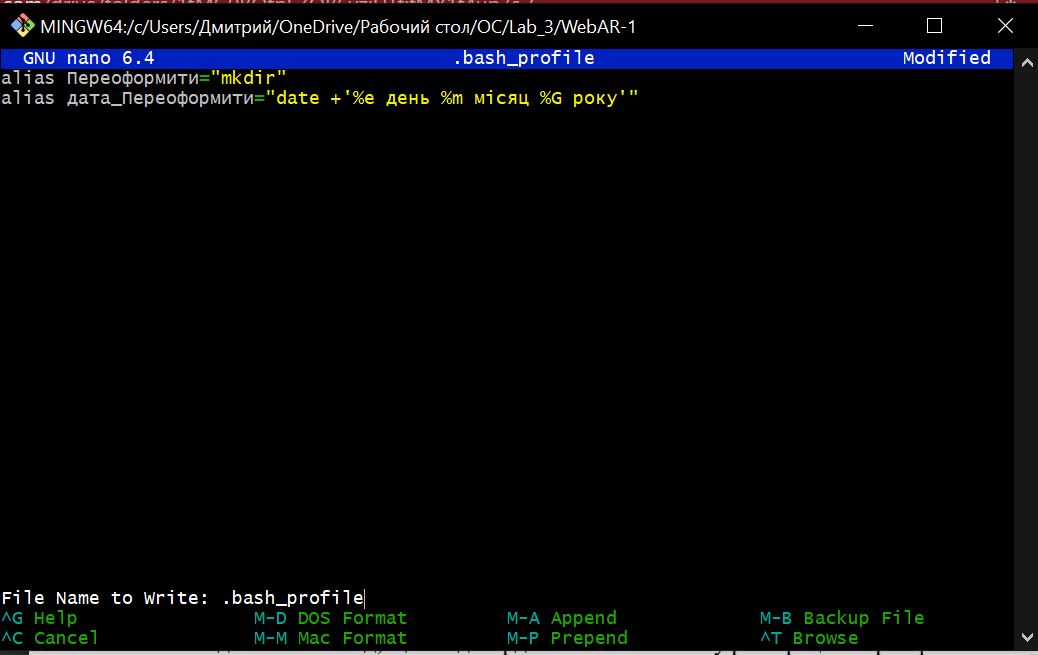 MINGW64:/c/Users/Дмитрий/OneDrive/Рабочий стол/ОС/Lab_3/WebAR-1
GNU nano 6.4 .bash_profile Modified
alias Переоформити="mkdir"
alias дата_Переоформити="date +'%e день %m місяц %G року'"
File Name to Write: .bash_profile
^G Help M-D DOS Format M-A Append M-B Backup File
^C Cancel M-M Mac Format M-P Prepend ^T Browse